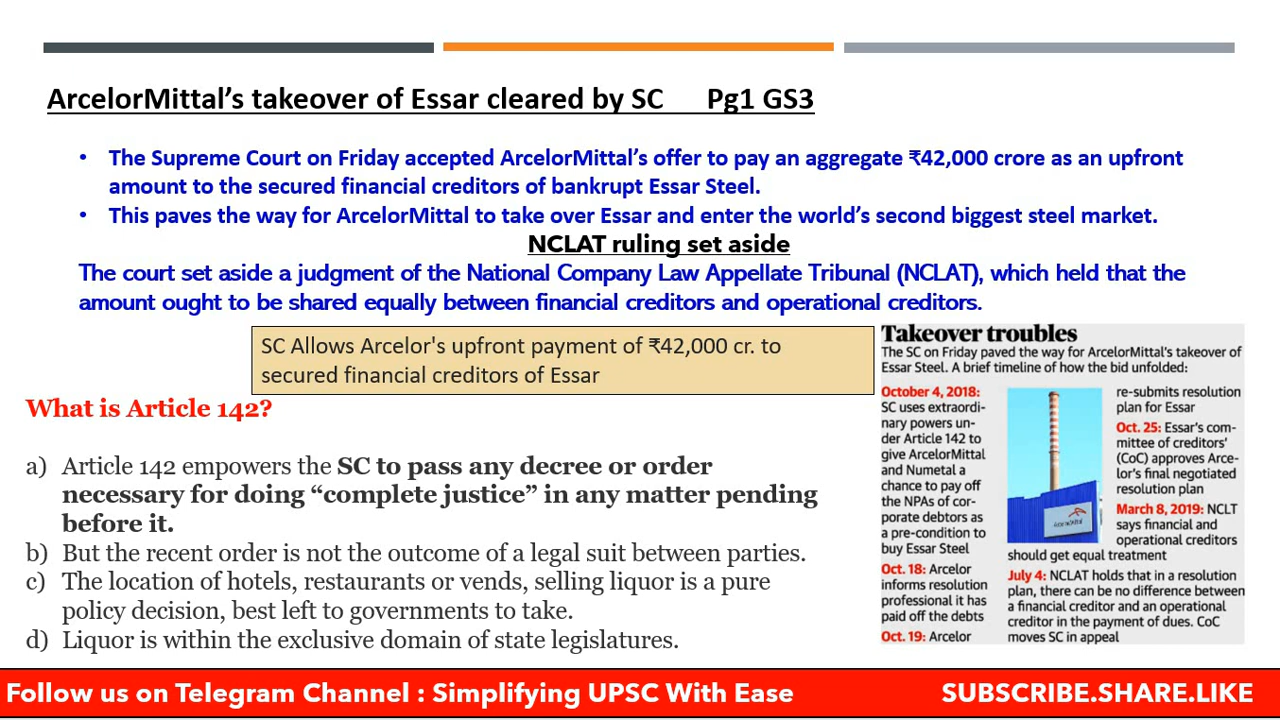 ArcelorMittal's takeover of Essar cleared by SC Pg1 GS3
• The Supreme Court on Friday accepted ArcelorMittal's offer to pay an aggregate ₹42,000 crore as an upfront
amount to the secured financial creditors of bankrupt Essar Steel.
• This paves the way for ArcelorMittal to take over Essar and enter the world's second biggest steel market.
NCLAT ruling set aside
The court set aside a judgment of the National Company Law Appellate Tribunal (NCLAT), which held that the
amount ought to be shared equally between financial creditors and operational creditors.
SC Allows Arcelor's upfront payment of ₹42,000 cr. to
secured financial creditors of Essar
What is Article 142?
a) Article 142 empowers the SC to pass any decree or order
necessary for doing “complete justice” in any matter pending
before it.
b) But the recent order is not the outcome of a legal suit between parties.
c) The location of hotels, restaurants or vends, selling liquor is a pure
policy decision, best left to governments to take.
d) Liquor is within the exclusive domain of state legislatures.
Takeover troubles
The SC on Friday paved the way for ArcelorMittal's takeover of
Essar Steel. A brief timeline of how the bid unfolded:
October 4, 2018:
SC uses extraordi-
nary powers un-
der Article 142 to
give ArcelorMittal
and Numetal a
chance to pay off
the NPAs of cor-
porate debtors as
a pre-condition to
buy Essar Steel
Oct. 18: Arcelor
informs resolution
professional it has
paid off the debts
Oct. 19: Arcelor
re-submits resolution
plan for Essar
Oct. 25: Essar's com-
mittee of creditors'
(CoC) approves Arce-
lor's final negotiated
resolution plan
March 8, 2019: NCLT
says financial and
operational creditors
should get equal treatment
July 4: NCLAT holds that in a resolution
plan, there can be no difference between
a financial creditor and an operational
creditor in the payment of dues. CoC
moves SC in appeal
ArcelorMittal
Follow us on Telegram Channel : Simplifying UPSC With Ease
SUBSCRIBE.SHARE.LIKE